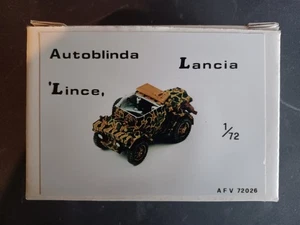 Autoblinda Lancia
'Lince,
1/72
AFV 72026